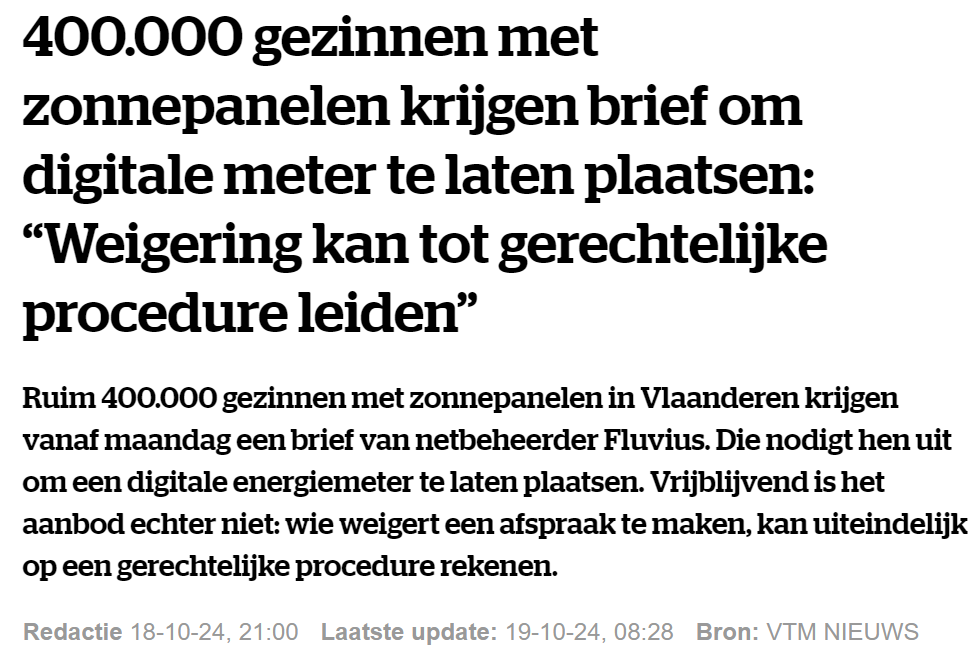 400.000 gezinnen met
zonnepanelen krijgen brief om
digitale meter te laten plaatsen:
“Weigering kan tot gerechtelijke
procedure leiden”
Ruim 400.000 gezinnen met zonnepanelen in Vlaanderen krijgen
vanaf maandag een brief van netbeheerder Fluvius. Die nodigt hen uit
om een digitale energiemeter te laten plaatsen. Vrijblijvend is het
aanbod echter niet: wie weigert een afspraak te maken, kan uiteindelijk
op een gerechtelijke procedure rekenen.
Redactie 18-10-24, 21:00 Laatste update: 19-10-24, 08:28 Bron: VTM NIEUWS